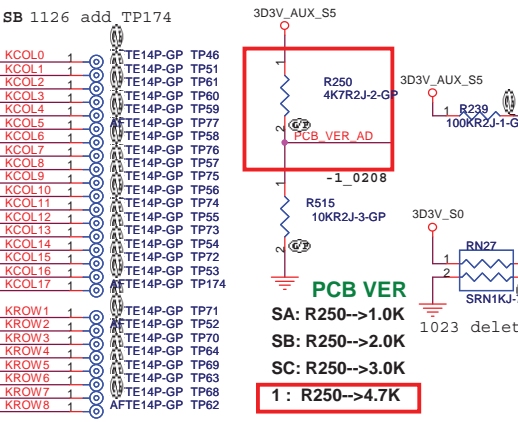 SB 1126 add TP174
KCOL0 1 TE14P-GP TP46
KCOL1 1 TE14P-GP TP51
KCOL2 1 TE14P-GP TP61
KCOL3 1 TE14P-GP TP60
KCOL4 1 TE14P-GP TP59
KCOL5 1 AFTE14P-GP TP77
KCOL6 1 TE14P-GP TP58
KCOL7 1 TE14P-GP TP76
KCOL8 1 TE14P-GP TP57
KCOL9 1 TE14P-GP TP75
KCOL10 1 TE14P-GP TP56
KCOL11 1 TE14P-GP TP74
KCOL12 1 TE14P-GP TP55
KCOL13 1 TE14P-GP TP73
KCOL14 1 TE14P-GP TP54
KCOL15 1 TE14P-GP TP72
KCOL16 1 TE14P-GP TP53
KCOL17 1 TE14P-GP TP174
KROW1 1 TE14P-GP TP71
KROW2 1 AFTE14P-GP TP52
KROW3 1 TE14P-GP TP70
KROW4 1 TE14P-GP TP64
KROW5 1 TE14P-GP TP69
KROW6 1 TE14P-GP TP63
KROW7 1 TE14P-GP TP68
KROW8 1 AFTE14P-GP TP62
3D3V_AUX_S5
1
R250
4K7R2J-2-GP
2
PCB_VER_AD
-1_0208
1
R515
10KR2J-3-GP
2
3D3V_AUX_S5
1
R239
100KR2J-1-G
3D3V_S0
RN27
1
2
SRN1KJ-
1023 delet
PCB VER
SA: R250-->1.0K
SB: R250-->2.0K
SC: R250-->3.0K
1 : R250-->4.7K